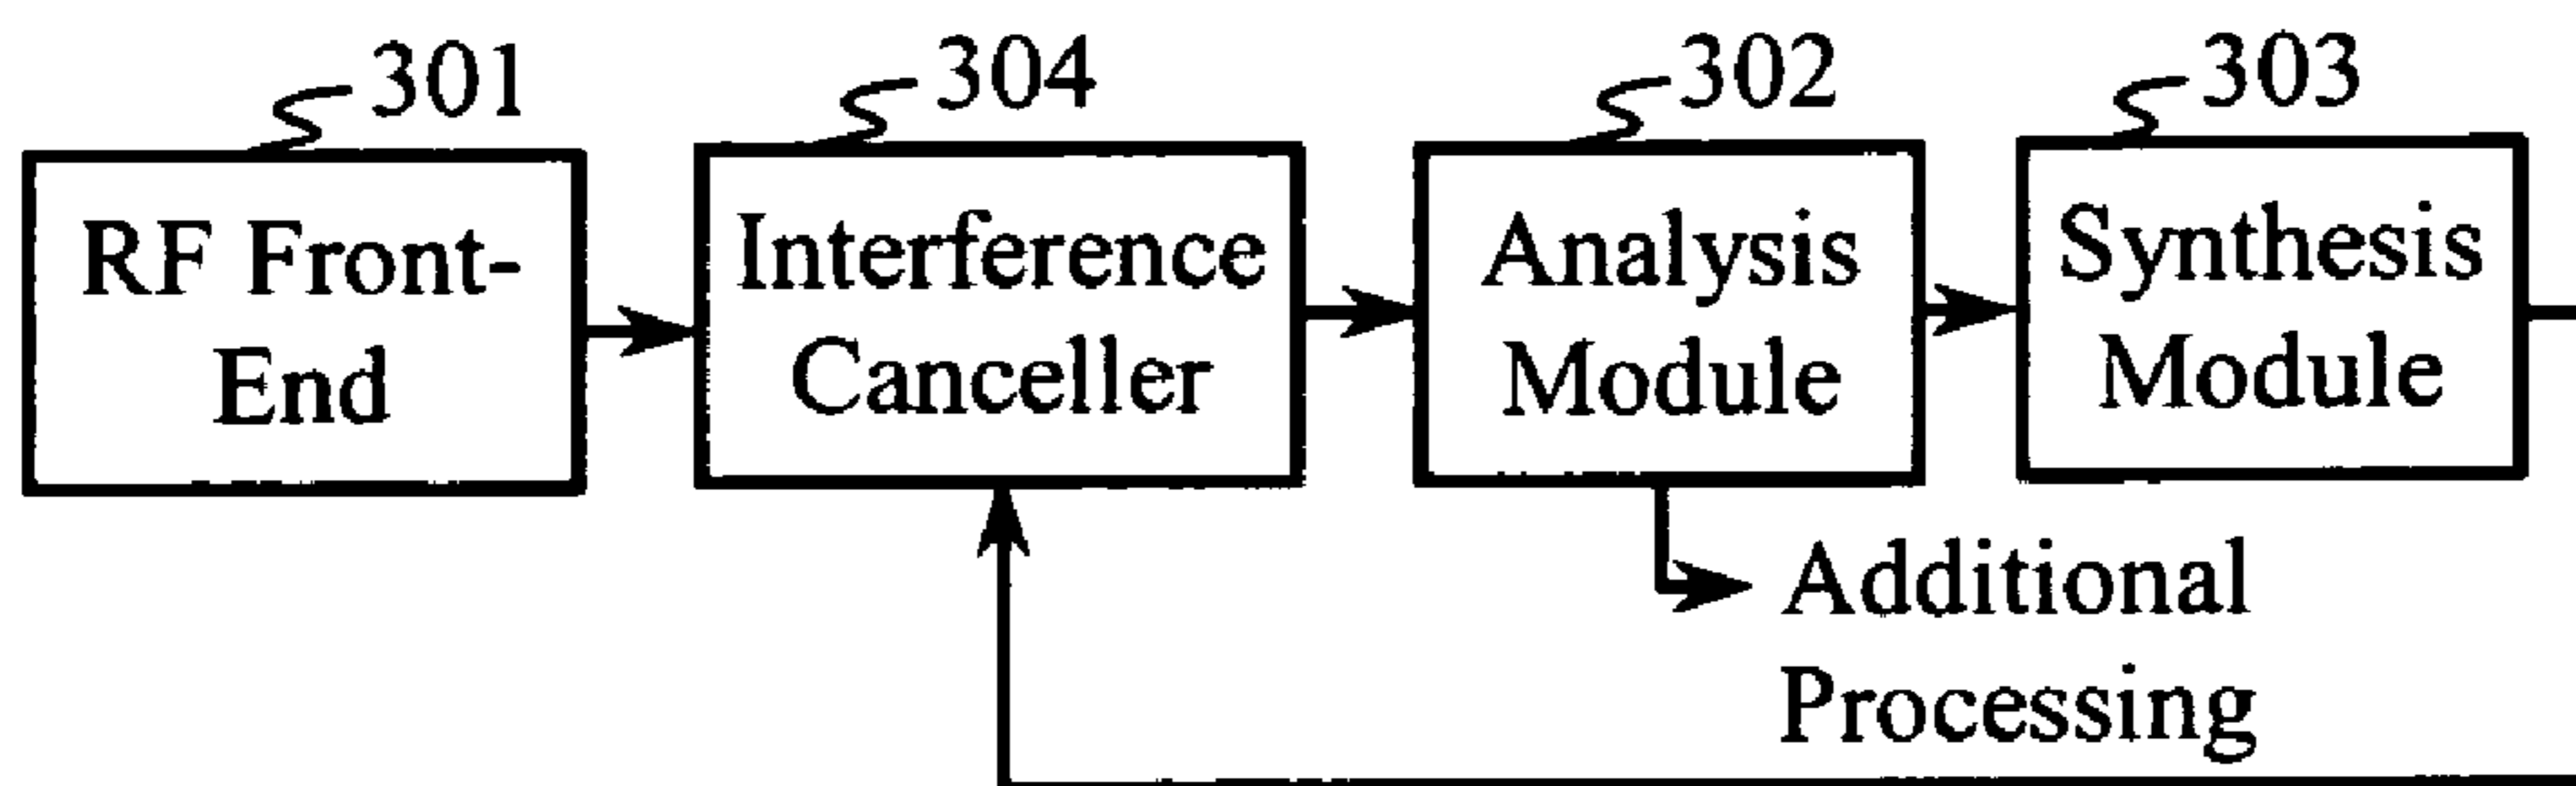 301
304
302
303
RF Front-
End
Interference
Canceller
Analysis
Module
Synthesis
Module
Additional
Processing